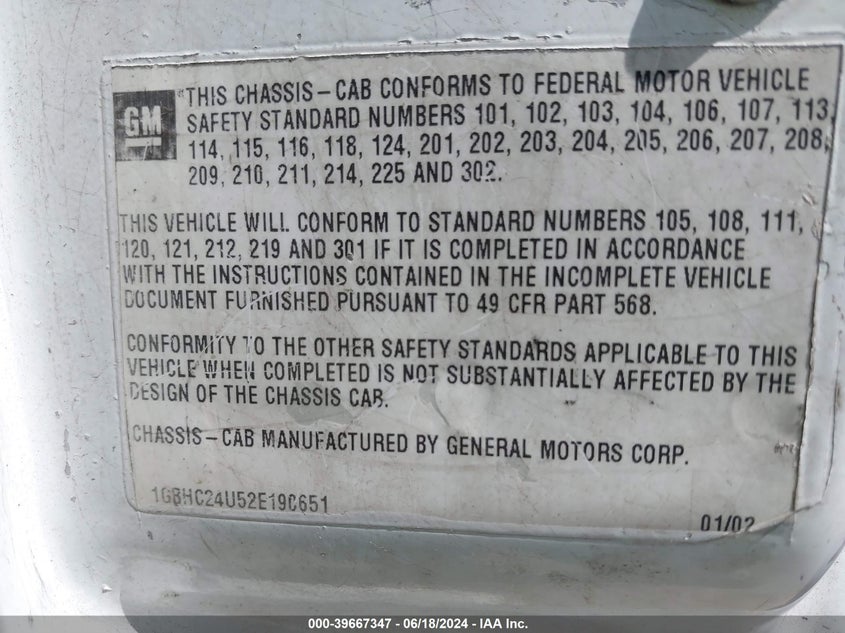 GM
"THIS CHASSIS-CAB CONFORMS TO FEDERAL MOTOR VEHICLE
SAFETY STANDARD NUMBERS 101, 102, 103, 104, 106, 107, 113,
114, 115, 116, 118, 124, 201, 202, 203, 204, 205, 206, 207, 208,
209, 210, 211, 214, 225 AND 302.
THIS VEHICLE WILL CONFORM TO STANDARD NUMBERS 105, 108, 111,
120, 121, 212, 219 AND 301 IF IT IS COMPLETED IN ACCORDANCE
WITH THE INSTRUCTIONS CONTAINED IN THE INCOMPLETE VEHICLE
DOCUMENT FURNISHED PURSUANT TO 49 CFR PART 568.
CONFORMITY TO THE OTHER SAFETY STANDARDS APPLICABLE TO THIS
VEHICLE WHEN COMPLETED IS NOT SUBSTANTIALLY AFFECTED BY THE
DESIGN OF THE CHASSIS CAB.
CHASSIS-CAB MANUFACTURED BY GENERAL MOTORS CORP.
1GBHC24U52E190651
01/02
000-39667347 - 06/18/2024 - IAA Inc.